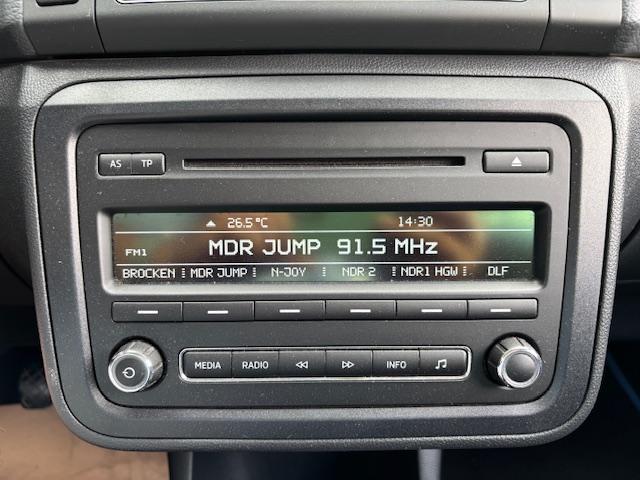 AS TP
26.5°C 14:30
FM1 MDR JUMP 91.5 MHz
BROCKEN MDR JUMP N-JOY NDR 2 NDR1 HGW DLF
MEDIA RADIO INFO